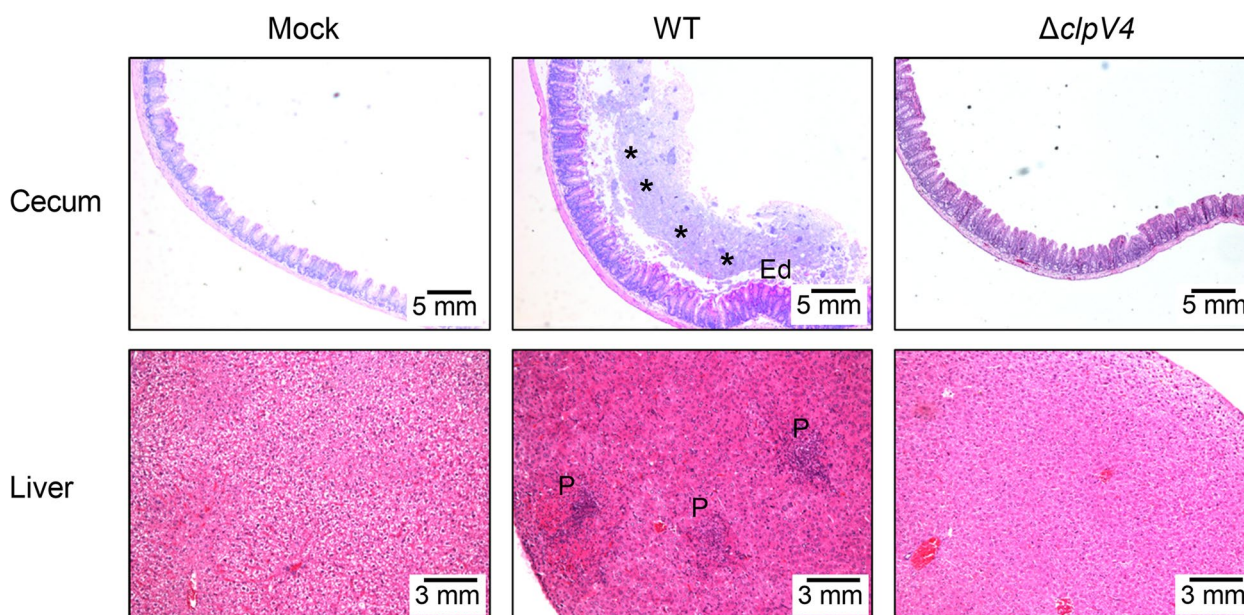 Mock WT ΔclpV4
Cecum
* * * *
Ed
5 mm 5 mm 5 mm
Liver
P P P
3 mm 3 mm 3 mm